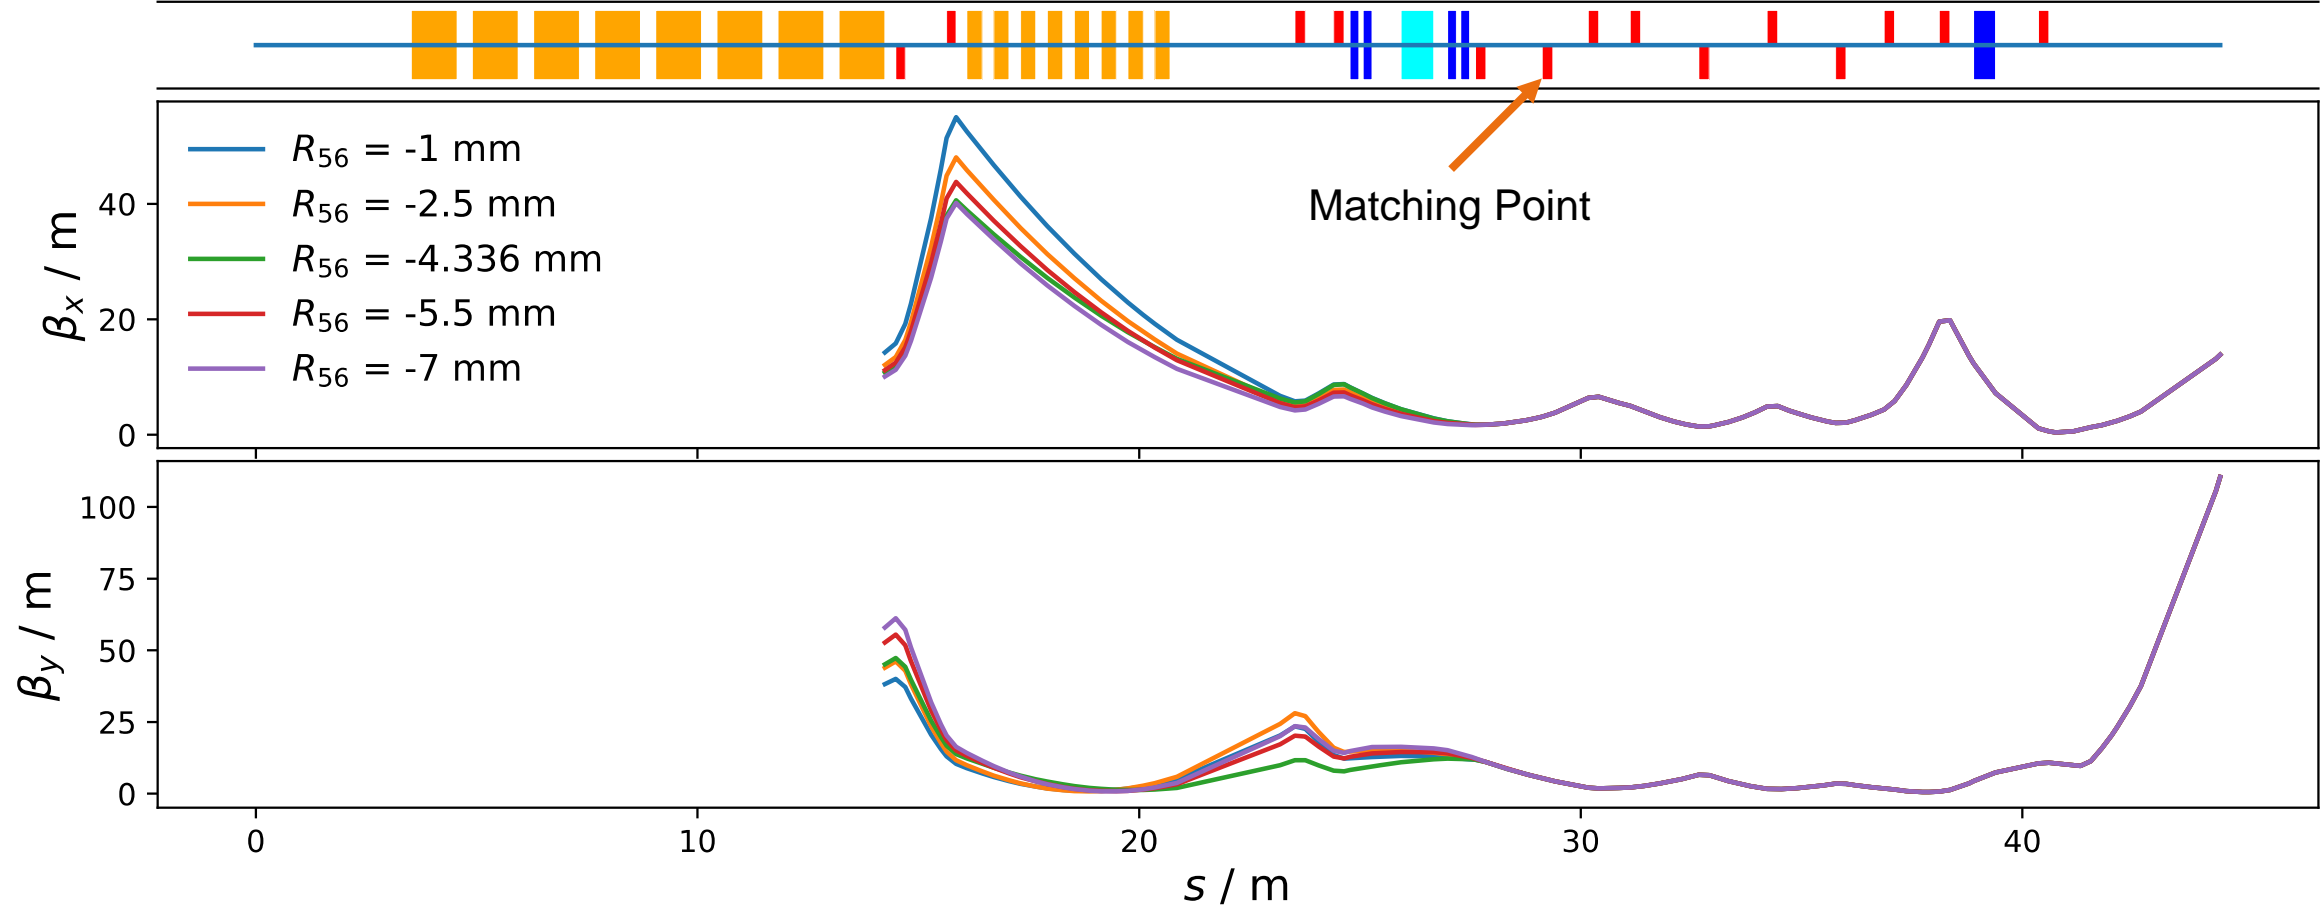 R56 = -1 mm
R56 = -2.5 mm
R56 = -4.336 mm
R56 = -5.5 mm
R56 = -7 mm
Matching Point
βx / m
40
20
0
βy / m
100
75
50
25
0
0 10 20 30 40
s / m